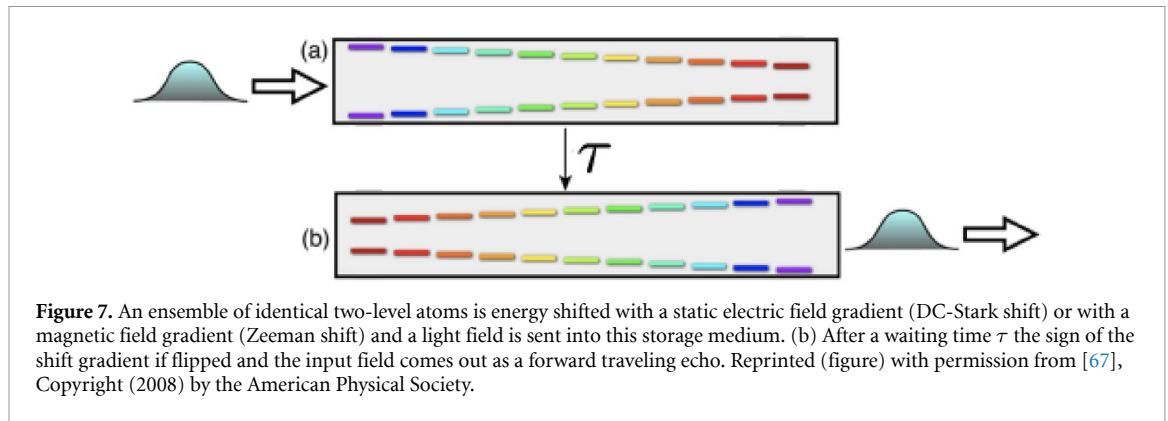 (a)
τ
(b)
Figure 7. An ensemble of identical two-level atoms is energy shifted with a static electric field gradient (DC-Stark shift) or with a
magnetic field gradient (Zeeman shift) and a light field is sent into this storage medium. (b) After a waiting time τ the sign of the
shift gradient if flipped and the input field comes out as a forward traveling echo. Reprinted (figure) with permission from [67],
Copyright (2008) by the American Physical Society.